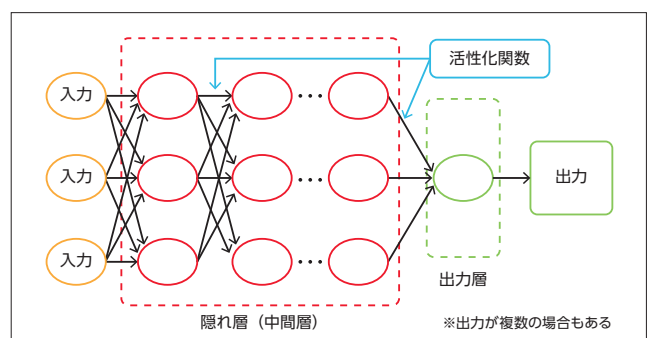 活性化関数
入力
入力
入力
出力
出力層
隠れ層（中間層）
※出力が複数の場合もある